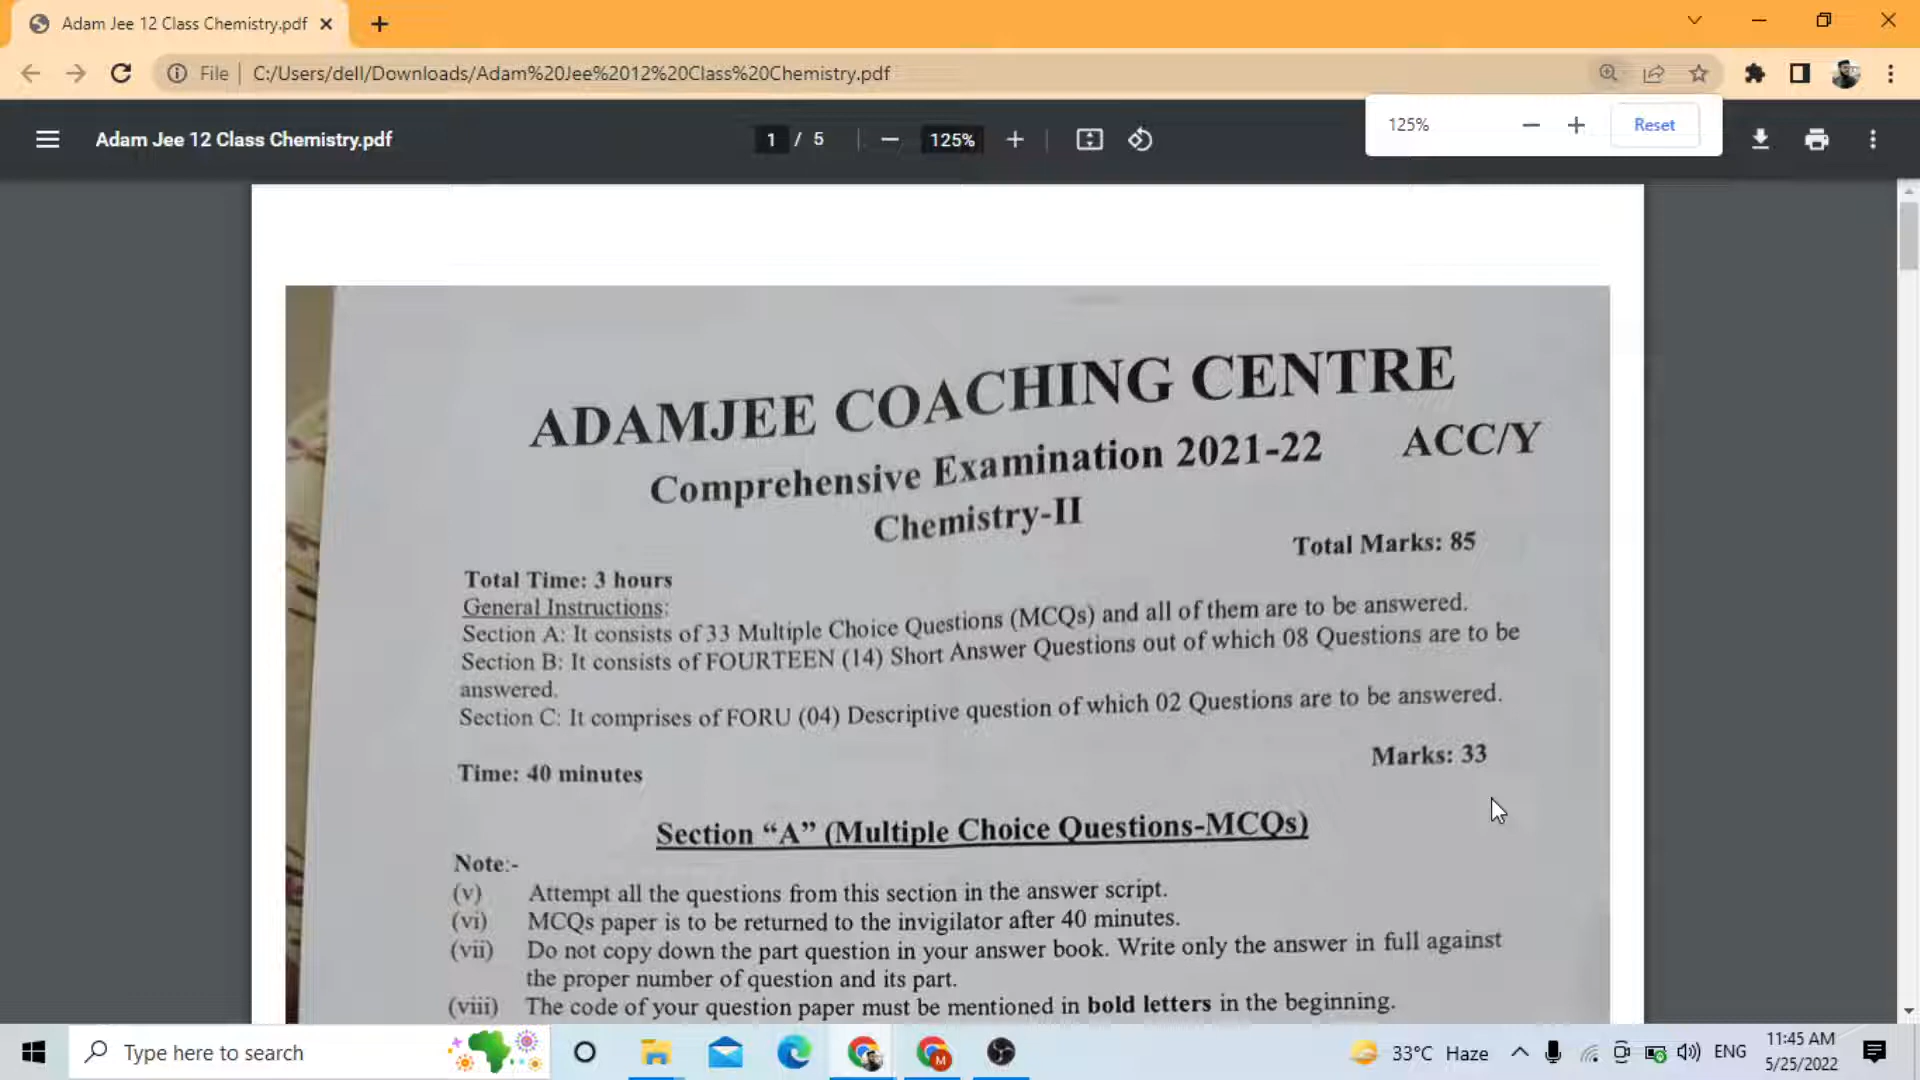 Adam Jee 12 Class Chemistry.pdf
File
C:/Users/dell/Downloads/Adam%20Jee%2012%20Class%20Chemistry.pdf
Adam Jee 12 Class Chemistry.pdf
1 / 5
125%
125%
Reset
ADAMJEE COACHING CENTRE
Comprehensive Examination 2021-22 ACC/Y
Chemistry-II
Total Marks: 85
Total Time: 3 hours
General Instructions:
Section A: It consists of 33 Multiple Choice Questions (MCQs) and all of them are to be answered.
Section B: It consists of FOURTEEN (14) Short Answer Questions out of which 08 Questions are to be
answered.
Section C: It comprises of FORU (04) Descriptive question of which 02 Questions are to be answered.
Marks: 33
Time: 40 minutes
Section “A” (Multiple Choice Questions-MCQs)
Note:-
(v) Attempt all the questions from this section in the answer script.
(vi) MCQs paper is to be returned to the invigilator after 40 minutes.
(vii) Do not copy down the part question in your answer book. Write only the answer in full against
the proper number of question and its part.
(viii) The code of your question paper must be mentioned in bold letters in the beginning.
Type here to search
M
33°C Haze
ENG
11:45 AM
5/25/2022